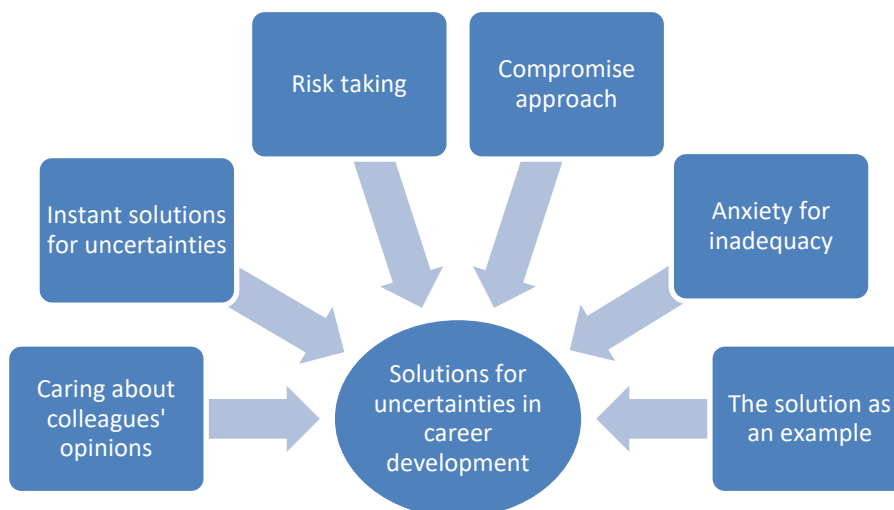 Risk taking
Compromise
approach
Instant solutions
for uncertainties
Anxiety for
inadequacy
Caring about
colleagues'
opinions
Solutions for
uncertainties in
career
development
The solution as
an example